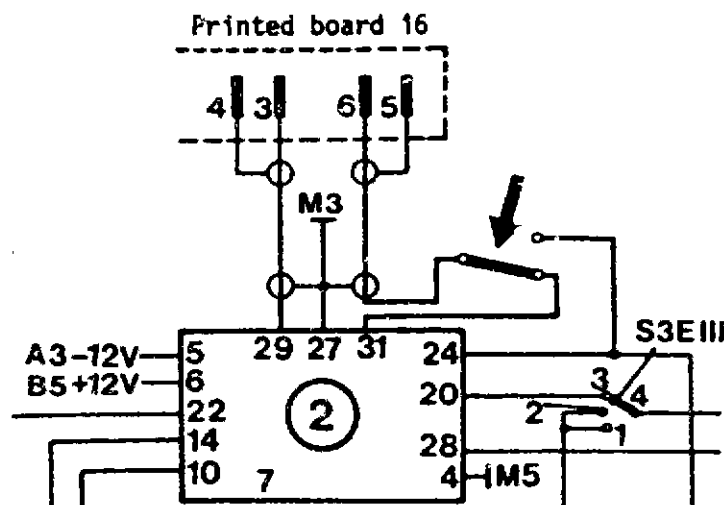 Printed board 16
4 3 6 5
M3
S3EIII
A3-12V 5 29 27 31 24
B5+12V 6
22 2 20 3 4
2 1
14 28
10 7 4 M5